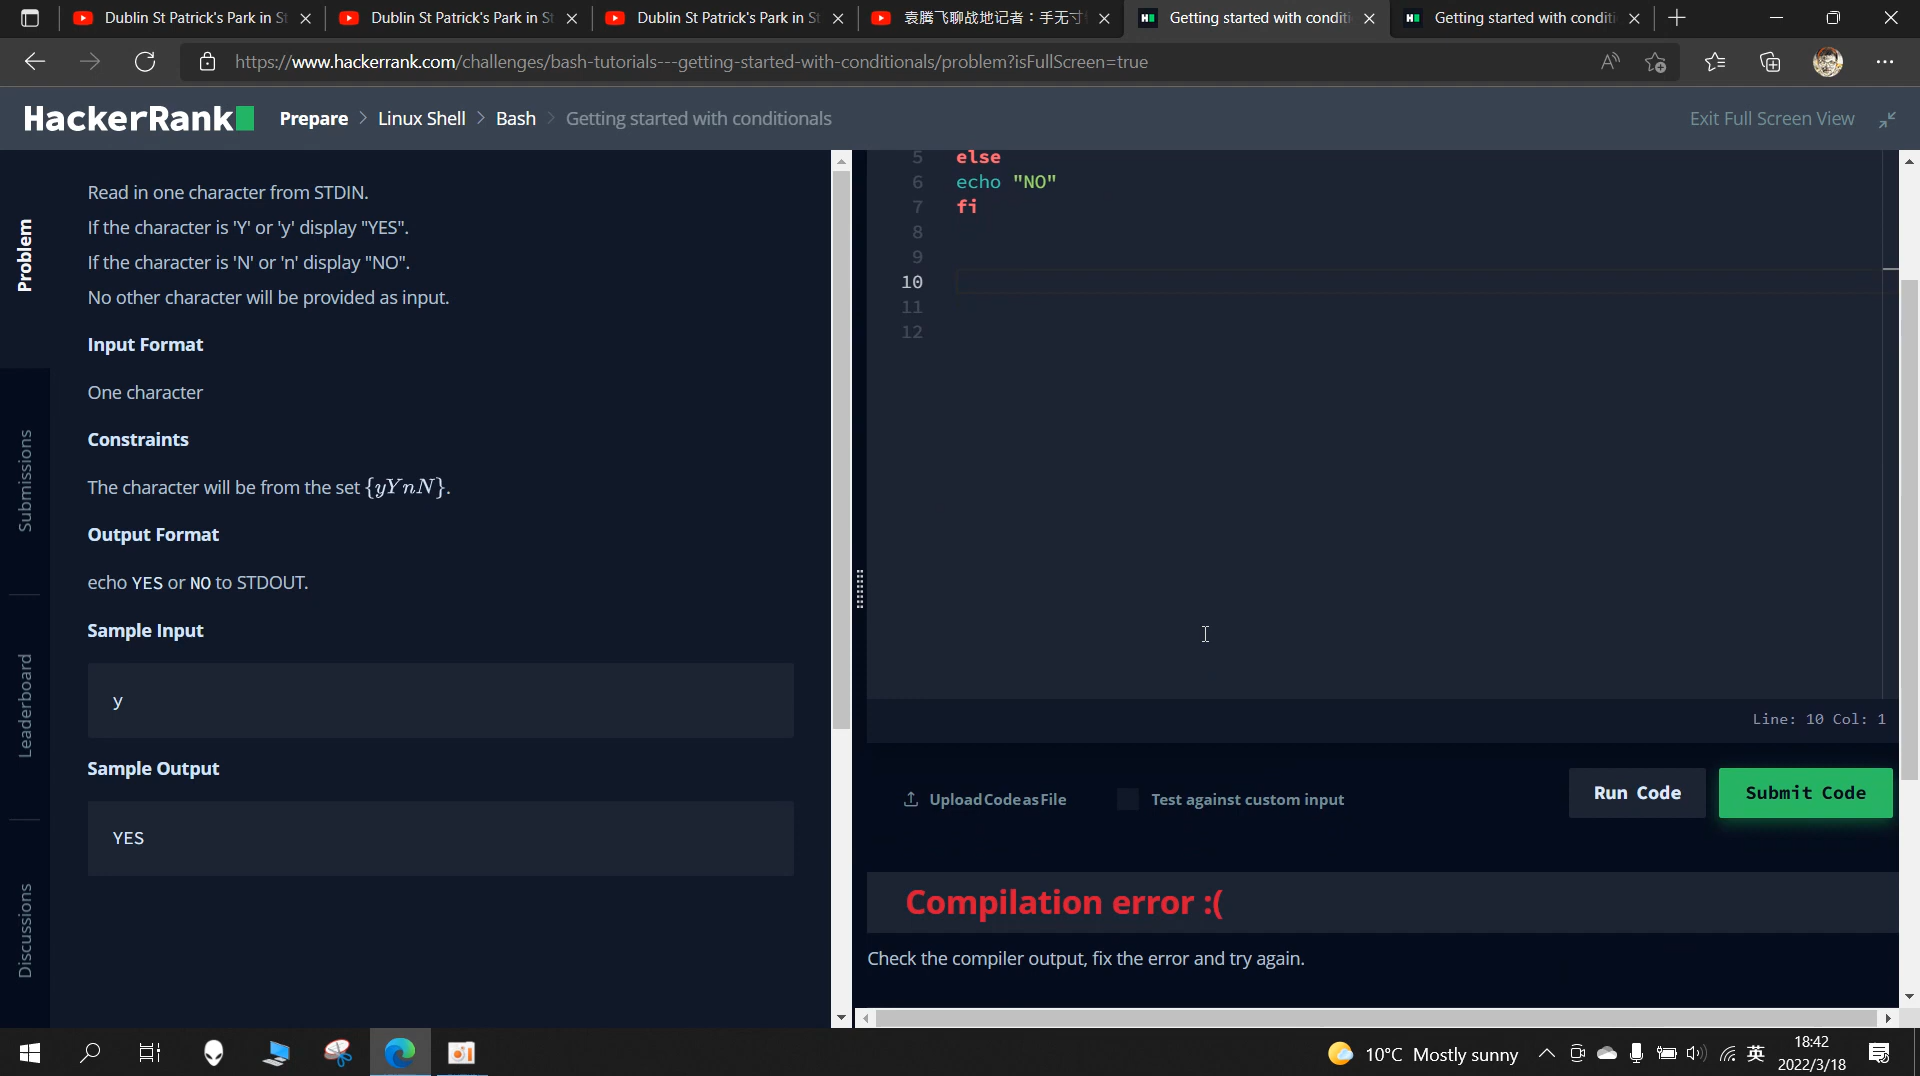 Dublin St Patrick's Park in St
Dublin St Patrick's Park in St
Dublin St Patrick's Park in St
袁腾飞聊战地记者：手无寸
Getting started with conditi
Getting started with conditi
https://www.hackerrank.com/challenges/bash-tutorials---getting-started-with-conditionals/problem?isFullScreen=true
HackerRank
Prepare > Linux Shell > Bash > Getting started with conditionals
Exit Full Screen View
Problem
Submissions
Leaderboard
Discussions
Read in one character from STDIN.
If the character is 'Y' or 'y' display "YES".
If the character is 'N' or 'n' display "NO".
No other character will be provided as input.
Input Format
One character
Constraints
The character will be from the set {yYnN}.
Output Format
echo YES or NO to STDOUT.
Sample Input
y
Sample Output
YES
5 else
6 echo "NO"
7 fi
8
9
10
11
12
Line: 10 Col: 1
Upload Code as File
Test against custom input
Run Code
Submit Code
Compilation error :(
Check the compiler output, fix the error and try again.
10°C Mostly sunny
英
18:42
2022/3/18